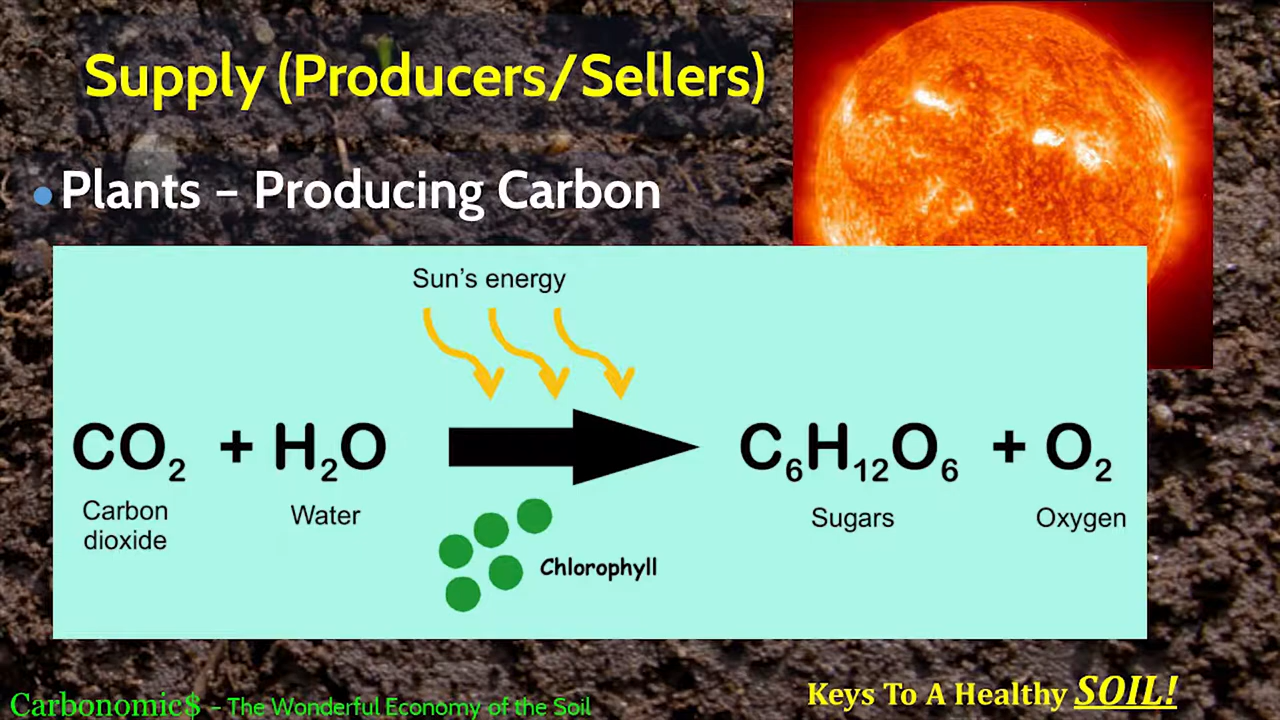 Supply (Producers/Sellers)
• Plants – Producing Carbon
Sun's energy
CO₂ + H₂O C₆H₁₂O₆ + O₂
Carbon dioxide Water Sugars Oxygen
Chlorophyll
Carbonomic$ – The Wonderful Economy of the Soil
Keys To A Healthy SOIL!